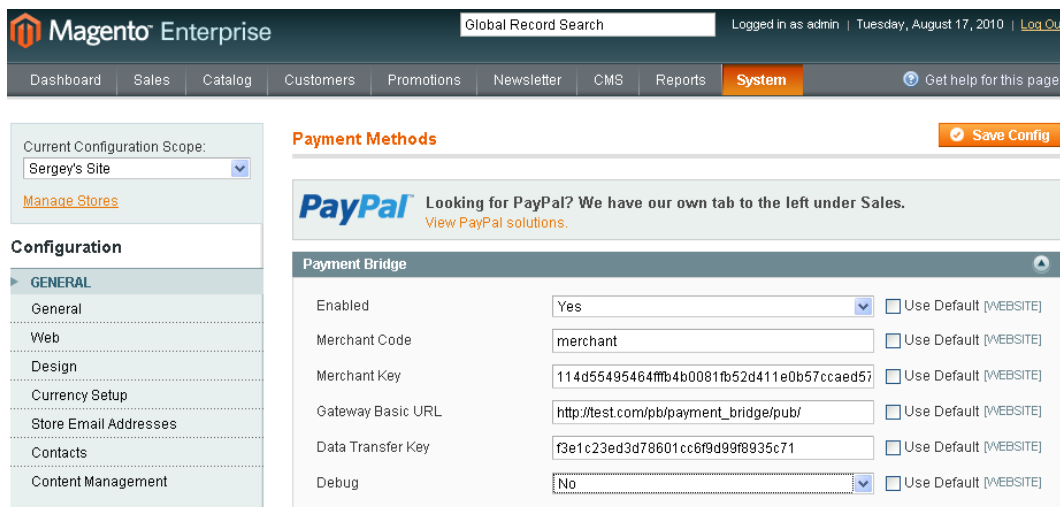 Magento Enterprise
Global Record Search
Logged in as admin | Tuesday, August 17, 2010 | Log Ou
Dashboard Sales Catalog Customers Promotions Newsletter CMS Reports System Get help for this page
Current Configuration Scope:
Sergey's Site
Manage Stores
Configuration
GENERAL
General
Web
Design
Currency Setup
Store Email Addresses
Contacts
Content Management
Payment Methods
Save Config
PayPal Looking for PayPal? We have our own tab to the left under Sales.
View PayPal solutions.
Payment Bridge
Enabled Yes Use Default [WEBSITE]
Merchant Code merchant Use Default [WEBSITE]
Merchant Key 114d55495464fffb4b0081fb52d411e0b57ccaed57 Use Default [WEBSITE]
Gateway Basic URL http://test.com/pb/payment_bridge/pub/ Use Default [WEBSITE]
Data Transfer Key f3e1c23ed3d78601cc6f9d99f8935c71 Use Default [WEBSITE]
Debug No Use Default [WEBSITE]